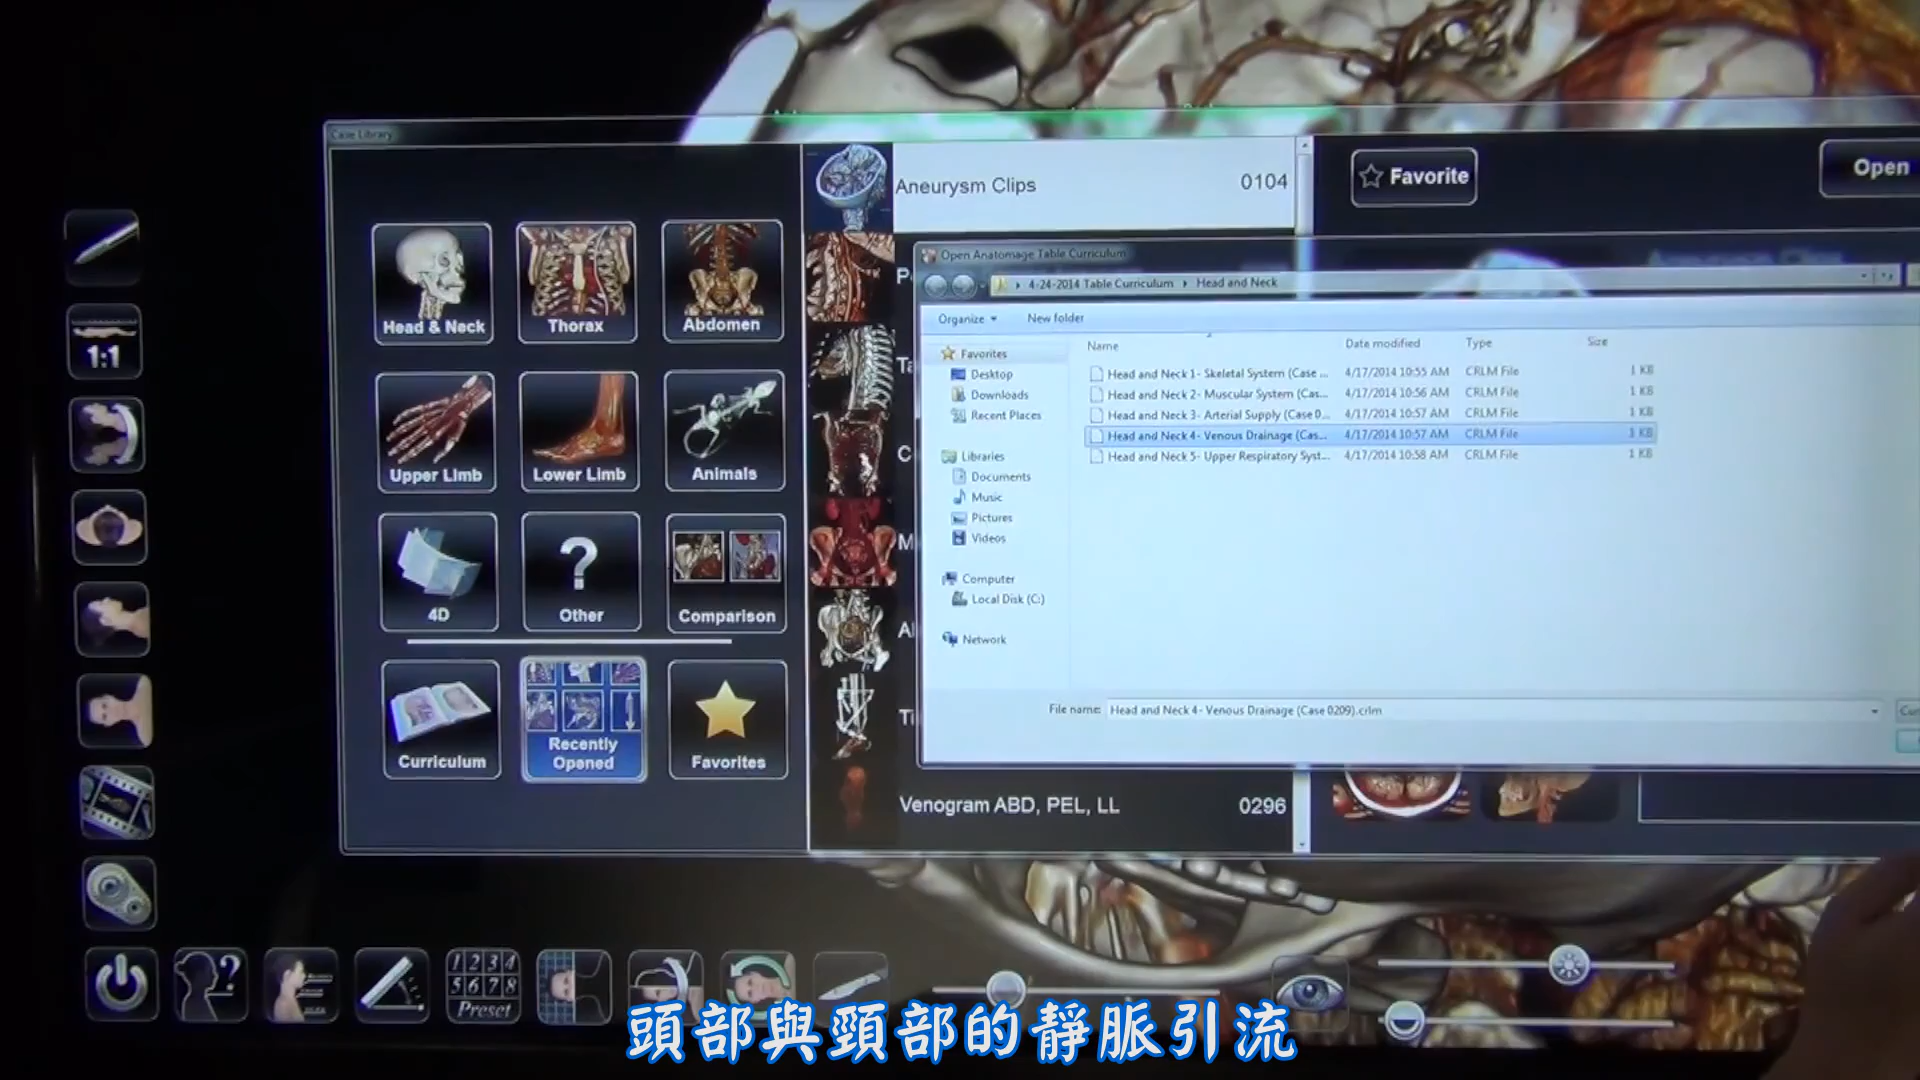 Case Library
Aneurysm Clips 0104
Favorite
Open
Head & Neck
Thorax
Abdomen
Upper Limb
Lower Limb
Animals
4D
Other
Comparison
Curriculum
Recently
Opened
Favorites
Open Anatomage Table Curriculum
4-24-2014 Table Curriculum ▸ Head and Neck
Organize New folder
Favorites
Desktop
Downloads
Recent Places
Libraries
Documents
Music
Pictures
Videos
Computer
Local Disk (C:)
Network
Name Date modified Type Size
Head and Neck 1- Skeletal System (Case ... 4/17/2014 10:55 AM CRLM File 1 KB
Head and Neck 2- Muscular System (Cas... 4/17/2014 10:56 AM CRLM File 1 KB
Head and Neck 3- Arterial Supply (Case 0... 4/17/2014 10:57 AM CRLM File 1 KB
Head and Neck 4- Venous Drainage (Cas... 4/17/2014 10:57 AM CRLM File 1 KB
Head and Neck 5- Upper Respiratory Syst... 4/17/2014 10:58 AM CRLM File 1 KB
File name: Head and Neck 4- Venous Drainage (Case 0209).crlm
Venogram ABD, PEL, LL 0296
1:1
1 2 3 4
5 6 7 8
Preset
?
頭部與頸部的靜脈引流